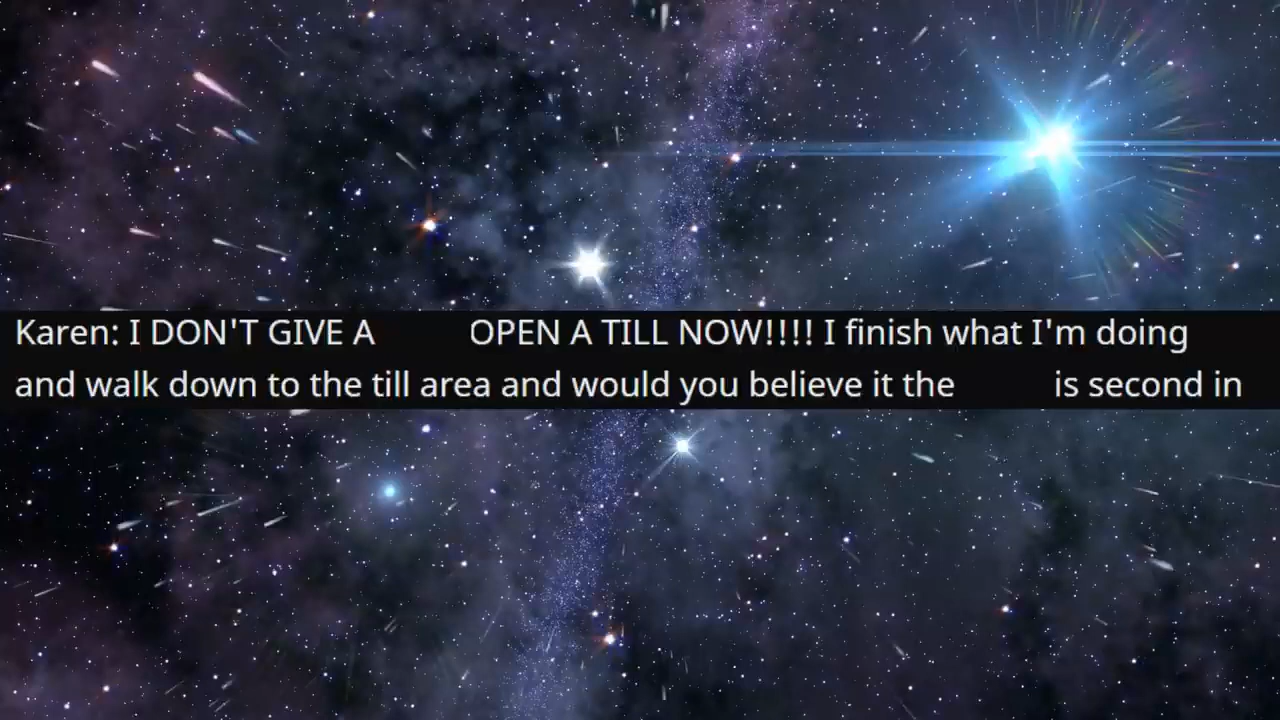 Karen: I DON'T GIVE A OPEN A TILL NOW!!!! I finish what I'm doing
and walk down to the till area and would you believe it the is second in